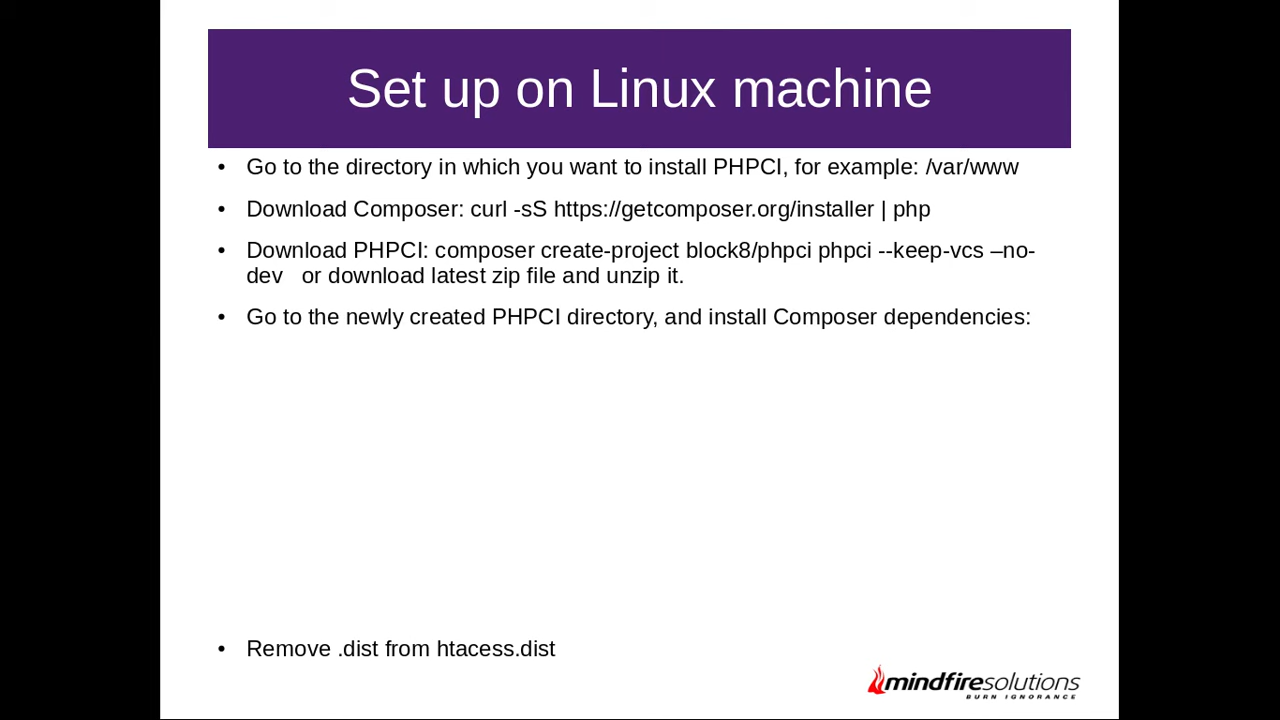 Set up on Linux machine
• Go to the directory in which you want to install PHPCI, for example: /var/www
• Download Composer: curl -sS https://getcomposer.org/installer | php
• Download PHPCI: composer create-project block8/phpci phpci --keep-vcs –no-
dev   or download latest zip file and unzip it.
• Go to the newly created PHPCI directory, and install Composer dependencies:
• Remove .dist from htacess.dist
mindfiresolutions
BURN IGNORANCE